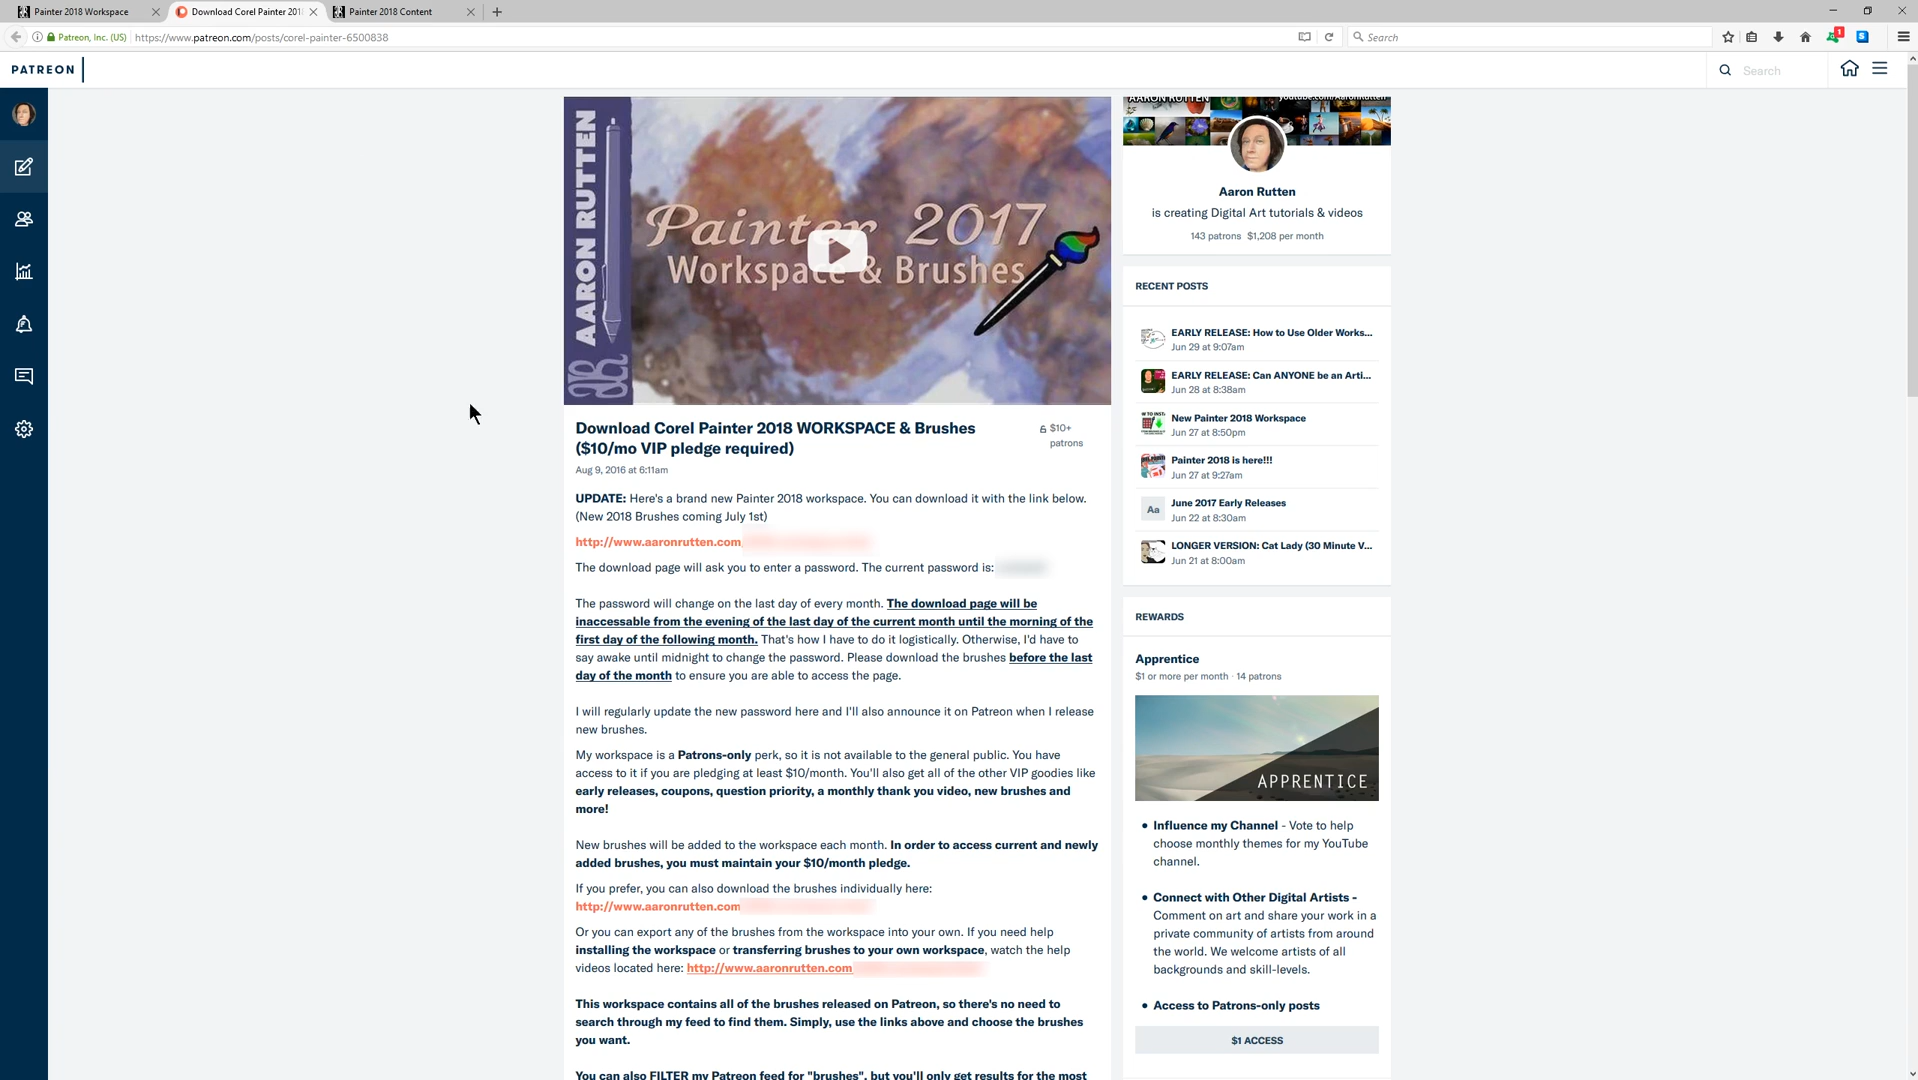 Painter 2018 Workspace
Download Corel Painter 201
Painter 2018 Content
Patreon, Inc. (US)
https://www.patreon.com/posts/corel-painter-6500838
Search
1
S
PATREON
Search
AARON RUTTEN
Painter 2017
Workspace & Brushes
AARON RUTTEN
youtube.com/AaronRutten
Aaron Rutten
is creating Digital Art tutorials & videos
143 patrons $1,208 per month
Download Corel Painter 2018 WORKSPACE & Brushes
($10/mo VIP pledge required)
$10+
patrons
Aug 9, 2016 at 6:11am
UPDATE: Here's a brand new Painter 2018 workspace. You can download it with the link below.
(New 2018 Brushes coming July 1st)
http://www.aaronrutten.com
The download page will ask you to enter a password. The current password is:
The password will change on the last day of every month. The download page will be
inaccessable from the evening of the last day of the current month until the morning of the
first day of the following month. That's how I have to do it logistically. Otherwise, I'd have to
say awake until midnight to change the password. Please download the brushes before the last
day of the month to ensure you are able to access the page.
I will regularly update the new password here and I'll also announce it on Patreon when I release
new brushes.
My workspace is a Patrons-only perk, so it is not available to the general public. You have
access to it if you are pledging at least $10/month. You'll also get all of the other VIP goodies like
early releases, coupons, question priority, a monthly thank you video, new brushes and
more!
New brushes will be added to the workspace each month. In order to access current and newly
added brushes, you must maintain your $10/month pledge.
If you prefer, you can also download the brushes individually here:
http://www.aaronrutten.com
Or you can export any of the brushes from the workspace into your own. If you need help
installing the workspace or transferring brushes to your own workspace, watch the help
videos located here: http://www.aaronrutten.com
This workspace contains all of the brushes released on Patreon, so there's no need to
search through my feed to find them. Simply, use the links above and choose the brushes
you want.
You can also FILTER my Patreon feed for "brushes", but you'll only get results for the most
RECENT POSTS
EARLY RELEASE: How to Use Older Works...
Jun 29 at 9:07am
EARLY RELEASE: Can ANYONE be an Arti...
Jun 28 at 8:38am
New Painter 2018 Workspace
Jun 27 at 8:50pm
Painter 2018 is here!!!
Jun 27 at 9:27am
Aa
June 2017 Early Releases
Jun 22 at 8:30am
LONGER VERSION: Cat Lady (30 Minute V...
Jun 21 at 8:00am
REWARDS
Apprentice
$1 or more per month · 14 patrons
APPRENTICE
• Influence my Channel - Vote to help
choose monthly themes for my YouTube
channel.
• Connect with Other Digital Artists -
Comment on art and share your work in a
private community of artists from around
the world. We welcome artists of all
backgrounds and skill-levels.
• Access to Patrons-only posts
$1 ACCESS